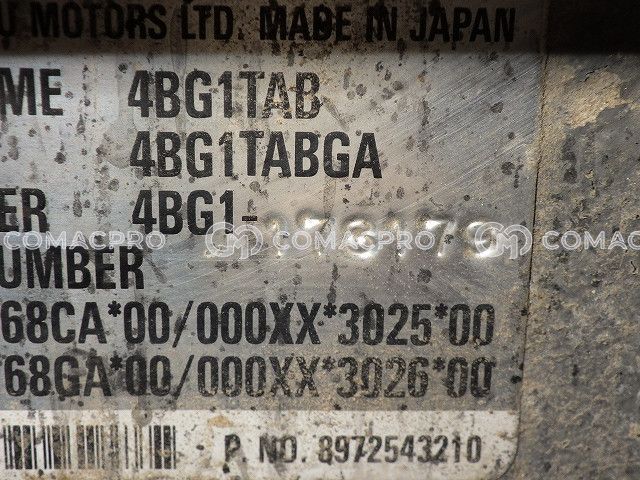 U MOTORS LTD. MADE IN JAPAN
ME 4BG1TAB
4BG1TABGA
ER 4BG1-
COMACPRO COMACPRO COMACPRO
UMBER
68CA*00/000XX*3025*00
68GA*00/000XX*3026*00
P.NO. 8972543210